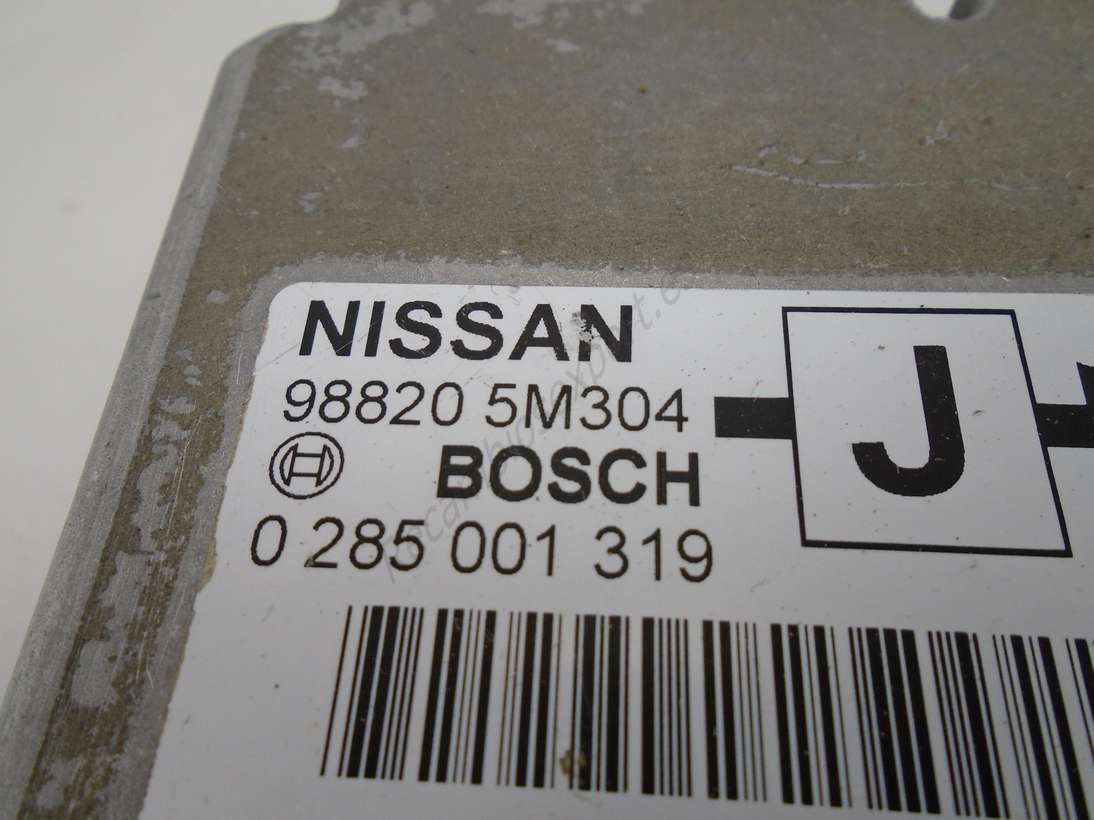 NISSAN
98820 5M304
BOSCH
0 285 001 319
J